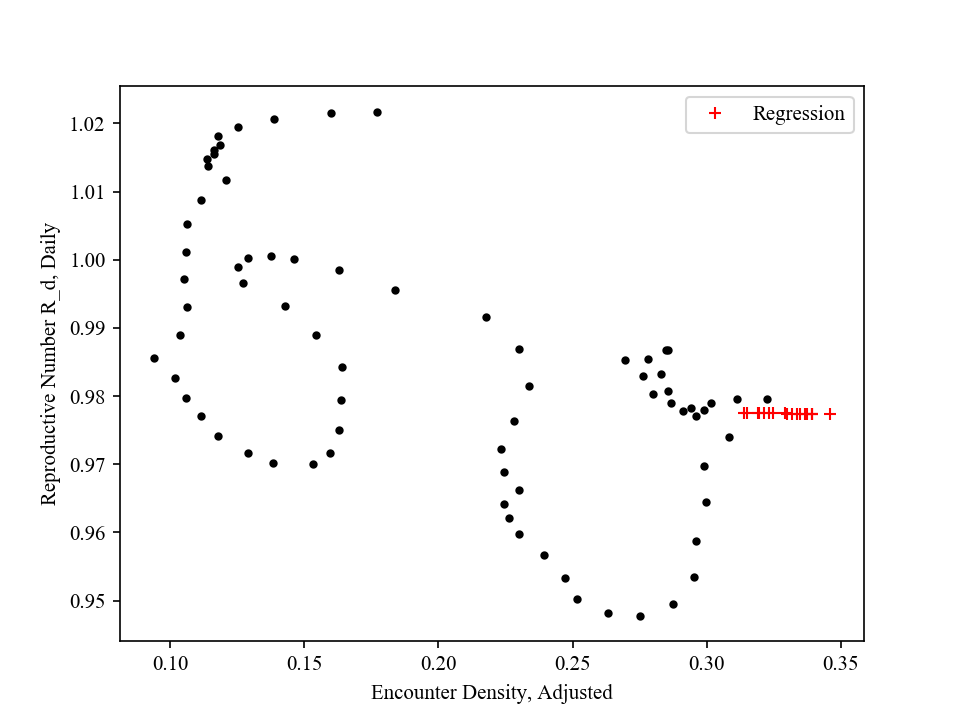 Regression
1.02
1.01
1.00
0.99
0.98
0.97
0.96
0.95
Reproductive Number R_d, Daily
0.10 0.15 0.20 0.25 0.30 0.35
Encounter Density, Adjusted